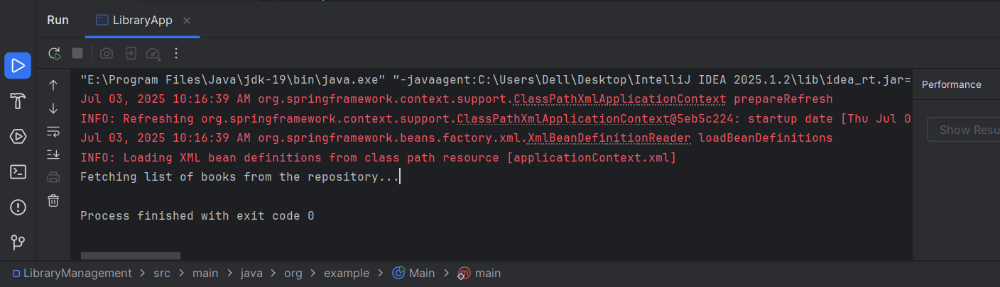 Run LibraryApp
"E:\Program Files\Java\jdk-19\bin\java.exe" "-javaagent:C:\Users\Dell\Desktop\IntelliJ IDEA 2025.1.2\lib\idea_rt.jar=
Performance
Jul 03, 2025 10:16:39 AM org.springframework.context.support.ClassPathXmlApplicationContext prepareRefresh
INFO: Refreshing org.springframework.context.support.ClassPathXmlApplicationContext@5eb5c224: startup date [Thu Jul 0
Show Resu
Jul 03, 2025 10:16:39 AM org.springframework.beans.factory.xml.XmlBeanDefinitionReader loadBeanDefinitions
INFO: Loading XML bean definitions from class path resource [applicationContext.xml]
Fetching list of books from the repository...
Process finished with exit code 0
LibraryManagement > src > main > java > org > example > Main > main